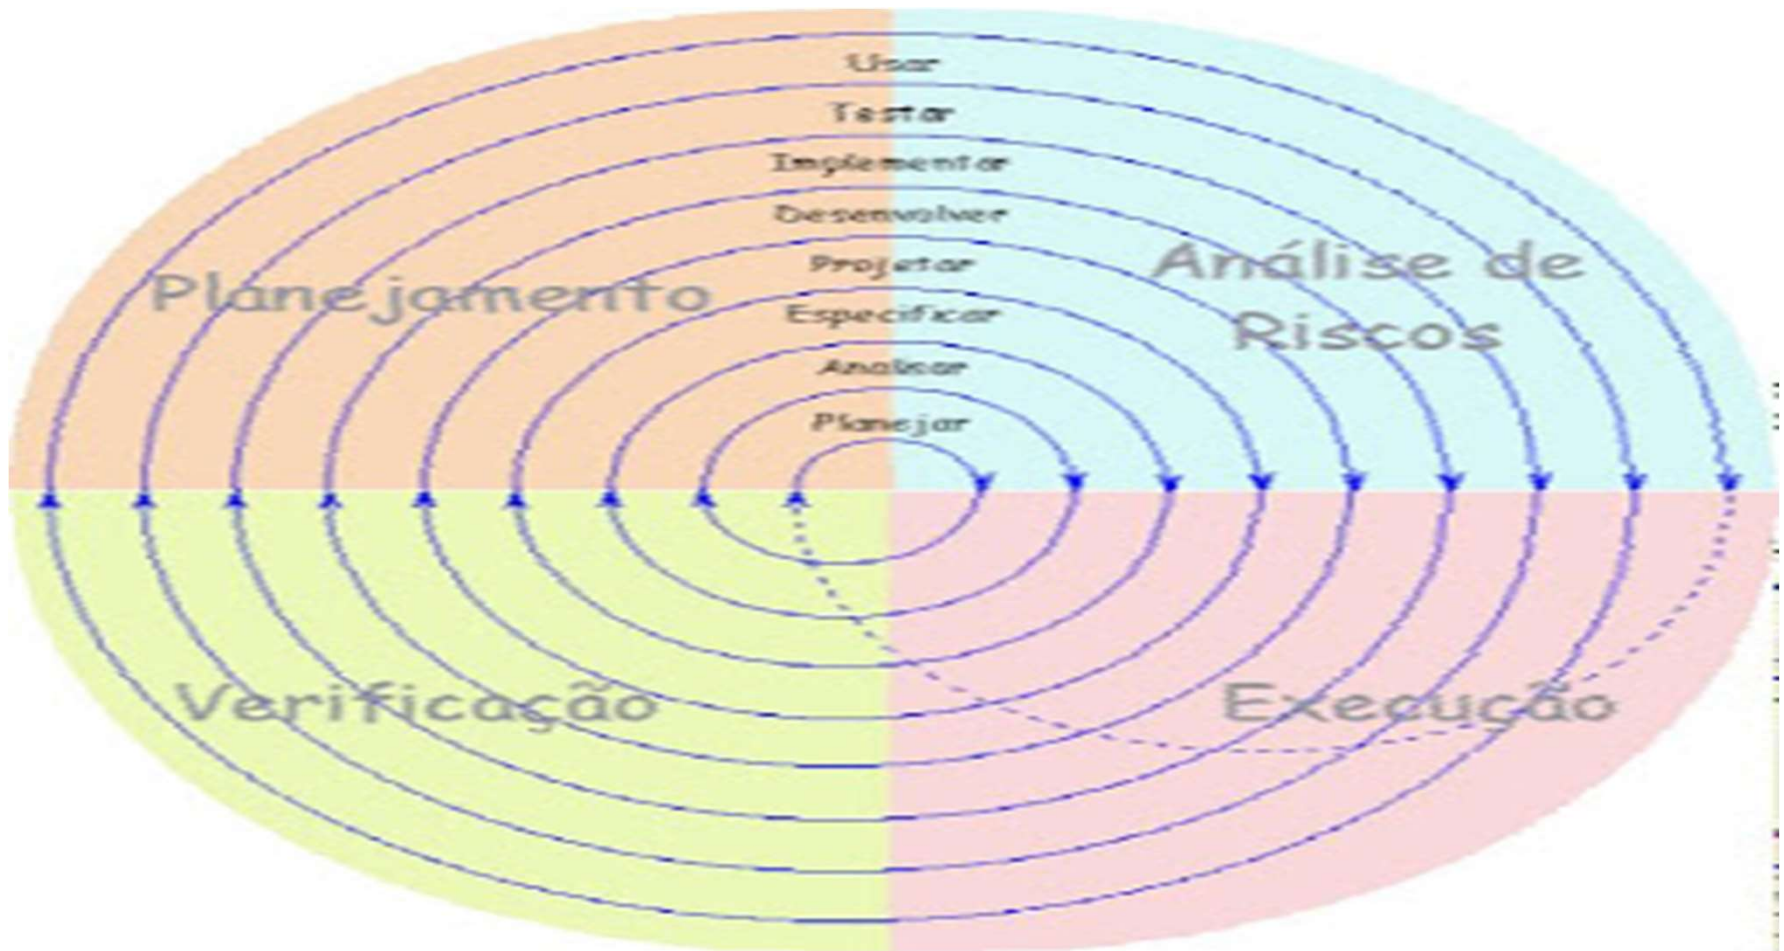 Usar
Testar
Implementar
Desenvolver
Projetar
Especificar
Analisar
Planejar
Planejamento
Análise de
Riscos
Verificação
Execução